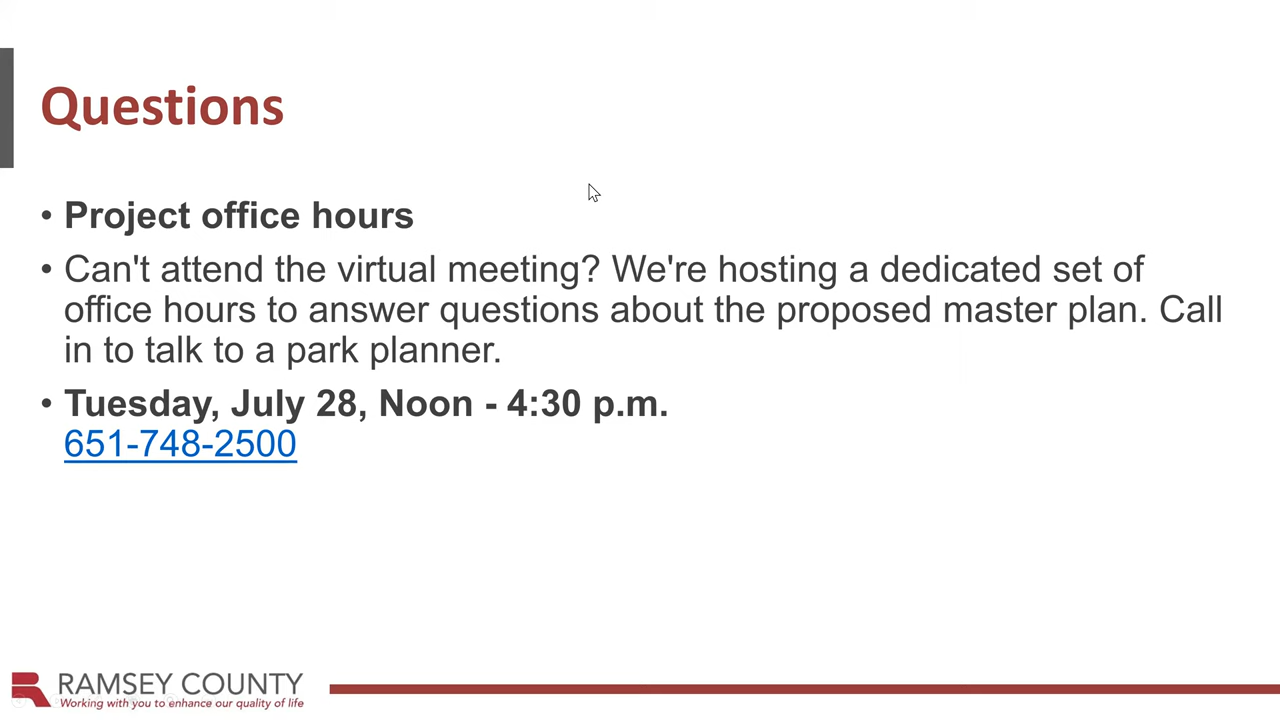 Questions
• Project office hours
• Can't attend the virtual meeting? We're hosting a dedicated set of
office hours to answer questions about the proposed master plan. Call
in to talk to a park planner.
• Tuesday, July 28, Noon - 4:30 p.m.
651-748-2500
RAMSEY COUNTY
Working with you to enhance our quality of life